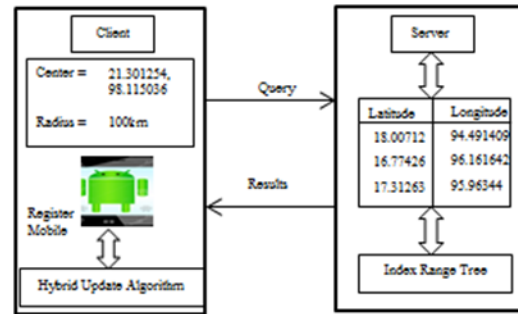 Client
Center = 21.301254,
98.115036
Radius = 100km
Register
Mobile
Hybrid Update Algorithm
Query
Results
Server
Latitude Longitude
18.00712 94.491409
16.77426 96.161642
17.31263 95.96344
Index Range Tree